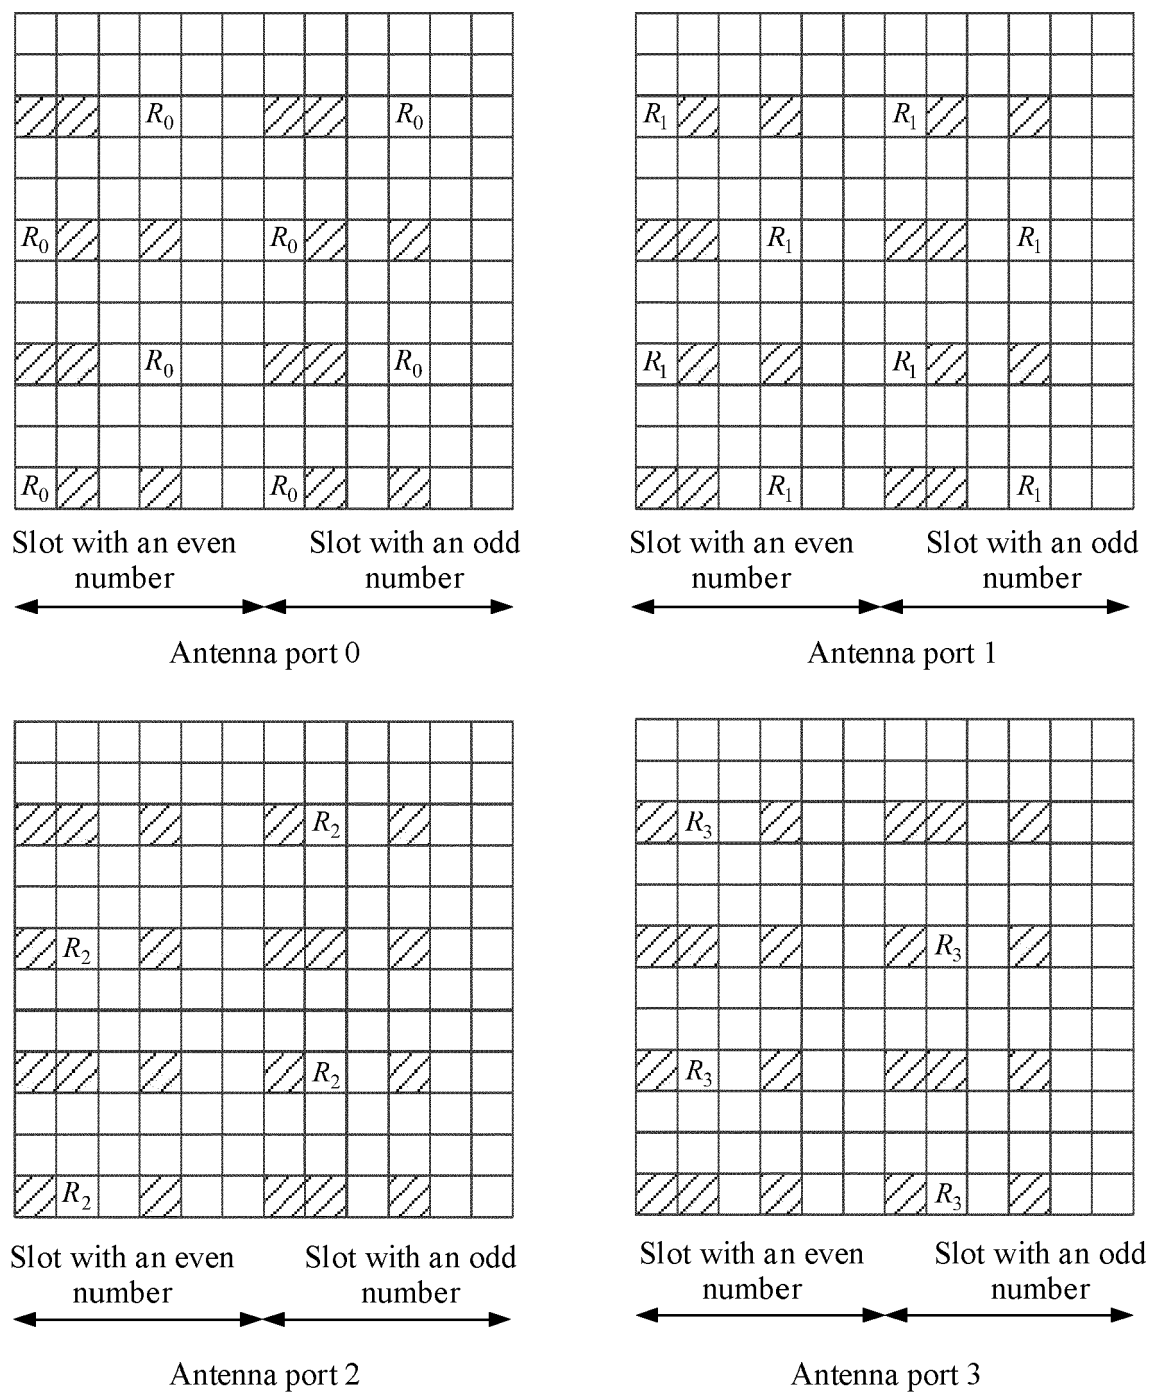 R0 R0 R1 R1
R0 R0 R1 R1
R0 R0 R1 R1
R0 R0 R1 R1
Slot with an even number
Slot with an odd number
Slot with an even number
Slot with an odd number
Antenna port 0
Antenna port 1
R2 R3
R2 R3
R2 R3
R2 R3
Slot with an even number
Slot with an odd number
Slot with an even number
Slot with an odd number
Antenna port 2
Antenna port 3